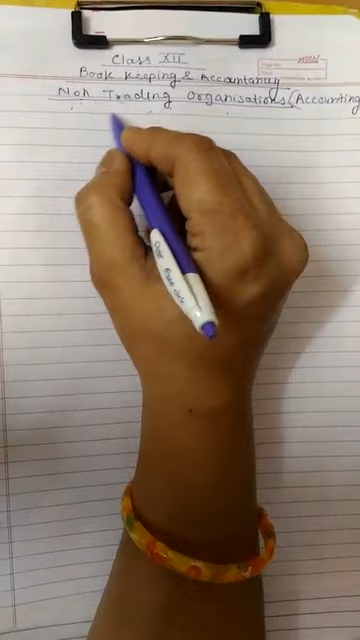 Class XII
Book Keeping & Accountancy
Non Trading Organisations (Accounting